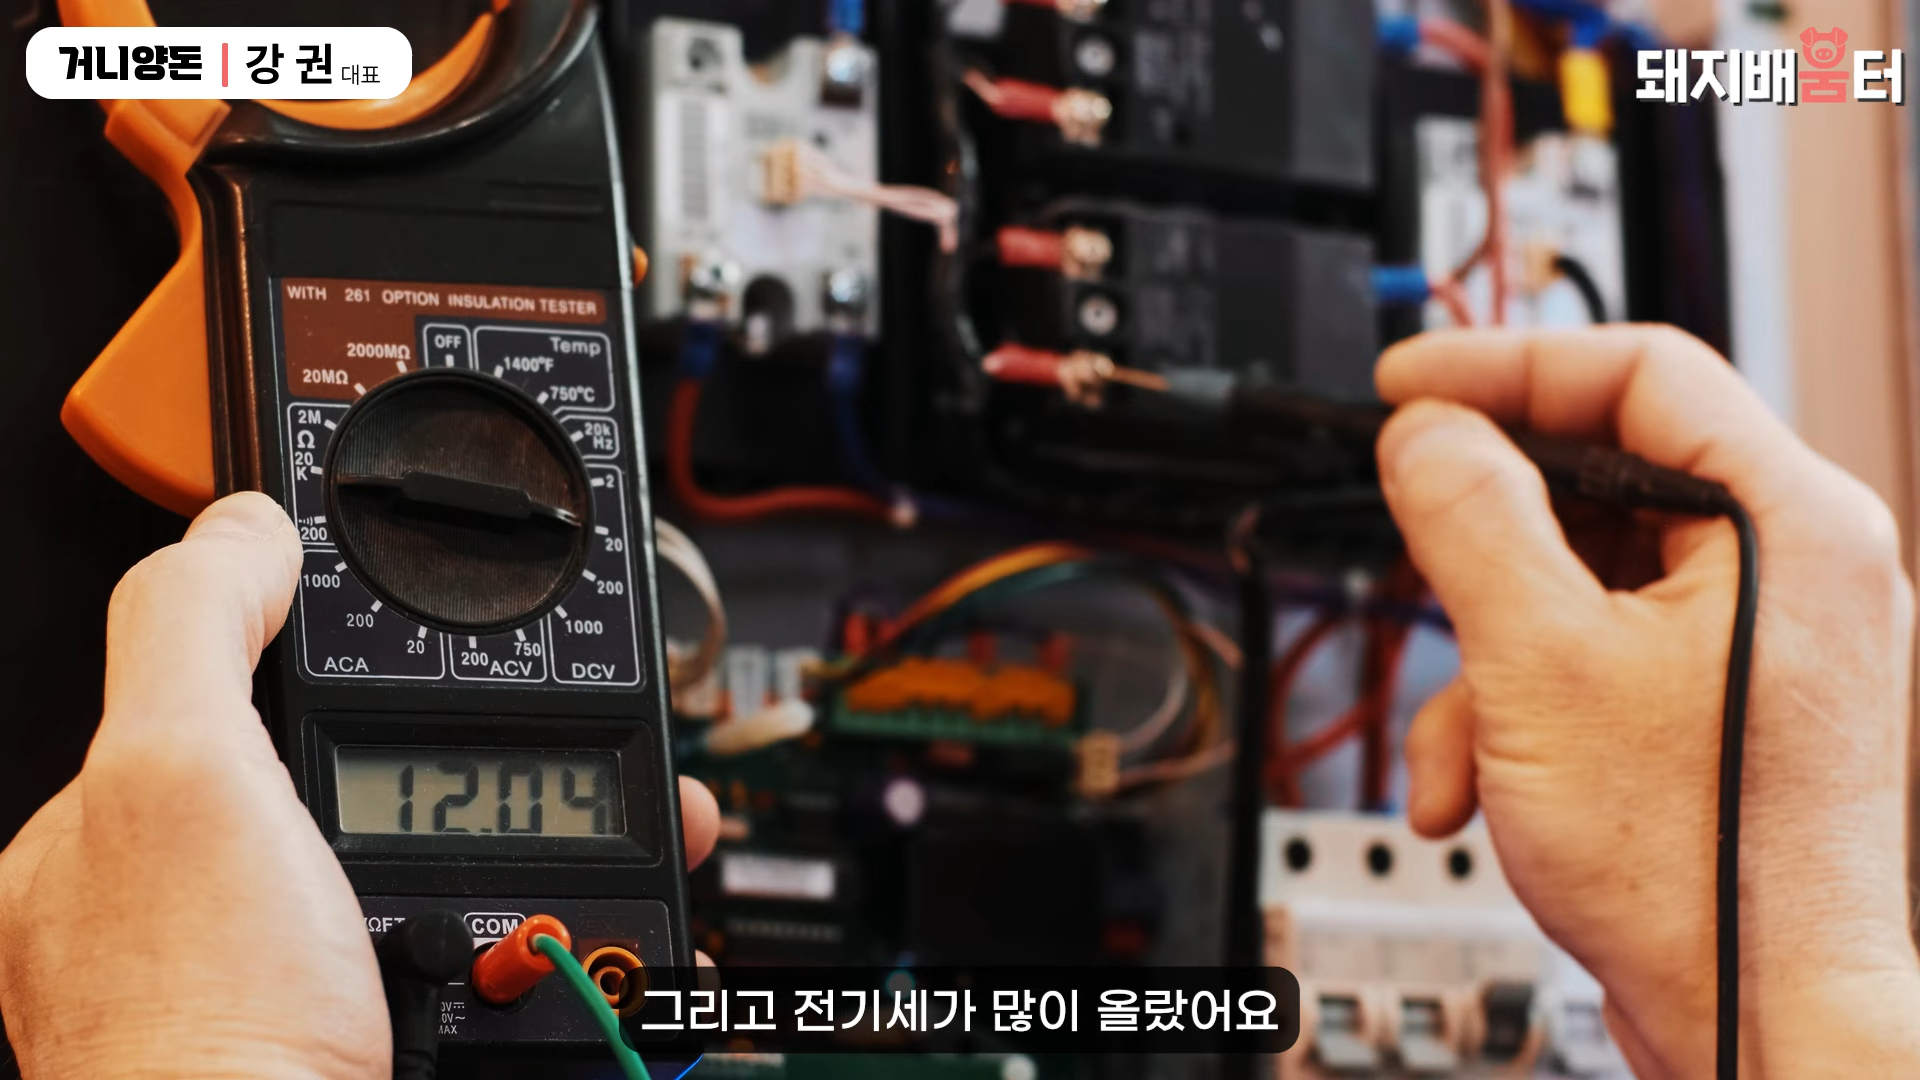 거니양돈 강 권 대표
돼지배움터
WITH 261 OPTION INSULATION TESTER
2000MΩ
OFF
Temp
20MΩ
1400°F
750°C
2M
Ω
20
K
20k
Hz
2
200
20
1000
200
200
20
1000
200
750
ACA
ACV
DCV
12.04
COM
MAX
그리고 전기세가 많이 올랐어요